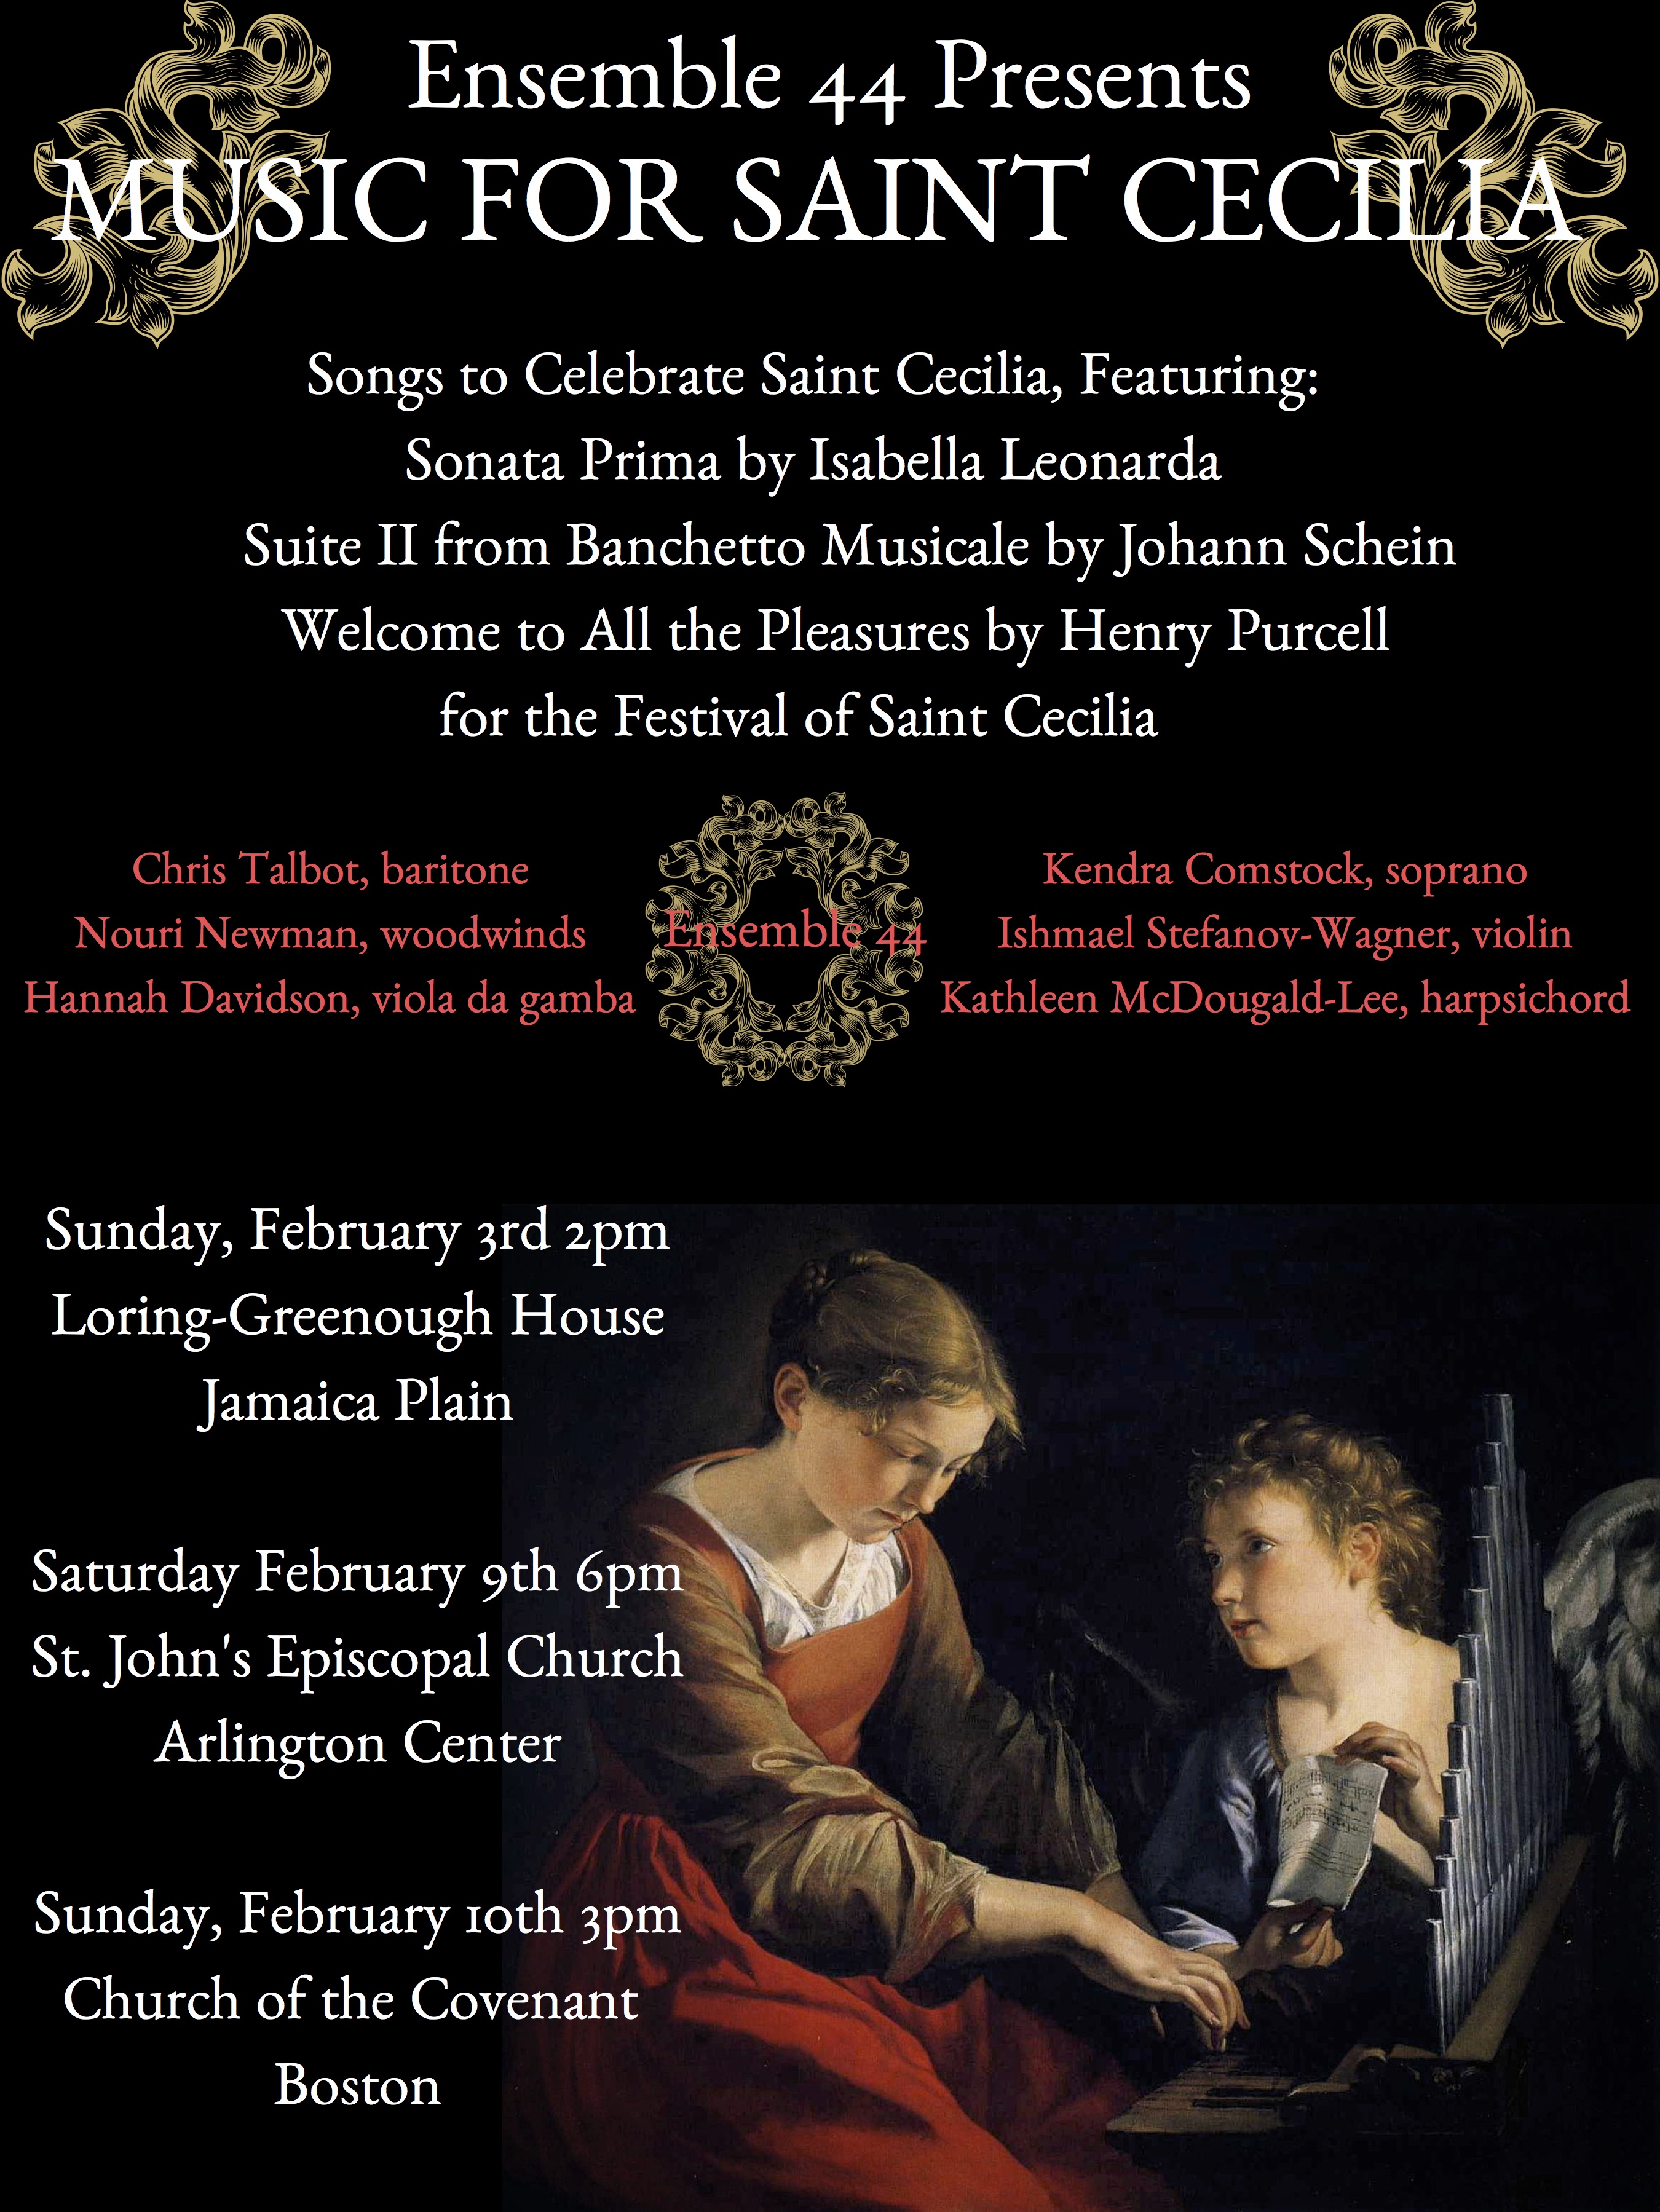 Ensemble 44 Presents
MUSIC FOR SAINT CECILIA
Songs to Celebrate Saint Cecilia, Featuring:
Sonata Prima by Isabella Leonarda
Suite II from Banchetto Musicale by Johann Schein
Welcome to All the Pleasures by Henry Purcell
for the Festival of Saint Cecilia
Chris Talbot, baritone
Nouri Newman, woodwinds
Hannah Davidson, viola da gamba
Ensemble 44
Kendra Comstock, soprano
Ishmael Stefanov-Wagner, violin
Kathleen McDougald-Lee, harpsichord
Sunday, February 3rd 2pm
Loring-Greenough House
Jamaica Plain
Saturday February 9th 6pm
St. John's Episcopal Church
Arlington Center
Sunday, February 10th 3pm
Church of the Covenant
Boston